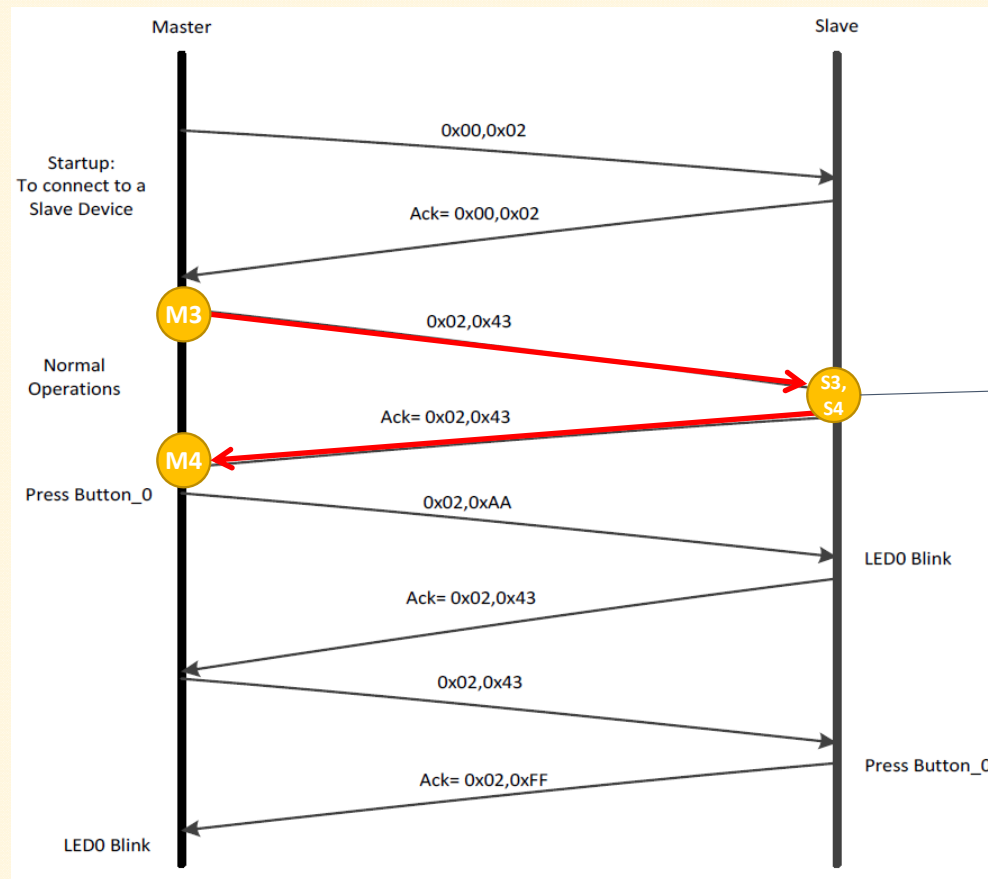 Master
Slave
0x00,0x02
Startup:
To connect to a
Slave Device
Ack= 0x00,0x02
M3
0x02,0x43
Normal
Operations
S3,
S4
Ack= 0x02,0x43
M4
Press Button_0
0x02,0xAA
LED0 Blink
Ack= 0x02,0x43
0x02,0x43
Press Button_0
Ack= 0x02,0xFF
LED0 Blink